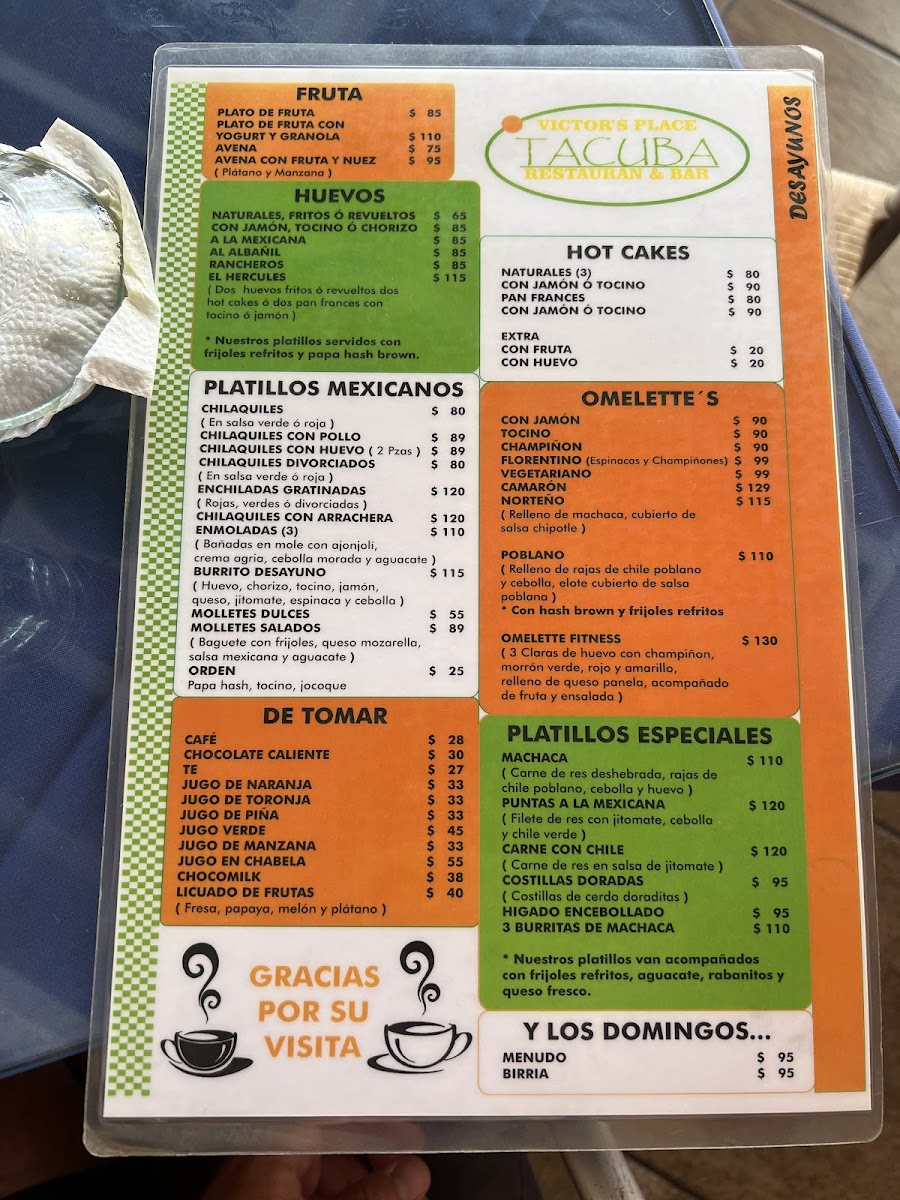 FRUTA
PLATO DE FRUTA $ 85
PLATO DE FRUTA CON
YOGURT Y GRANOLA $ 110
AVENA $ 75
AVENA CON FRUTA Y NUEZ $ 95
( Plátano y Manzana )
HUEVOS
NATURALES, FRITOS Ó REVUELTOS $ 65
CON JAMÓN, TOCINO Ó CHORIZO $ 85
A LA MEXICANA $ 85
AL ALBAÑIL $ 85
RANCHEROS $ 85
EL HERCULES $ 115
( Dos huevos fritos ó revueltos dos
hot cakes ó dos pan frances con
tocino ó jamón )
* Nuestros platillos servidos con
frijoles refritos y papa hash brown.
PLATILLOS MEXICANOS
CHILAQUILES $ 80
( En salsa verde ó roja )
CHILAQUILES CON POLLO $ 89
CHILAQUILES CON HUEVO ( 2 Pzas ) $ 89
CHILAQUILES DIVORCIADOS $ 80
( En salsa verde ó roja )
ENCHILADAS GRATINADAS $ 120
( Rojas, verdes ó divorciadas )
CHILAQUILES CON ARRACHERA $ 120
ENMOLADAS (3) $ 110
( Bañadas en mole con ajonjolí,
crema agria, cebolla morada y aguacate )
BURRITO DESAYUNO $ 115
( Huevo, chorizo, tocino, jamón,
queso, jitomate, espinaca y cebolla )
MOLLETES DULCES $ 55
MOLLETES SALADOS $ 89
( Baguete con frijoles, queso mozarella,
salsa mexicana y aguacate )
ORDEN $ 25
Papa hash, tocino, jocoque
DE TOMAR
CAFÉ $ 28
CHOCOLATE CALIENTE $ 30
TE $ 27
JUGO DE NARANJA $ 33
JUGO DE TORONJA $ 33
JUGO DE PIÑA $ 33
JUGO VERDE $ 45
JUGO DE MANZANA $ 33
JUGO EN CHABELA $ 55
CHOCOMILK $ 38
LICUADO DE FRUTAS $ 40
( Fresa, papaya, melón y plátano )
GRACIAS
POR SU
VISITA
VICTOR'S PLACE
TACUBA
RESTAURAN & BAR
DESAYUNOS
HOT CAKES
NATURALES (3) $ 80
CON JAMÓN Ó TOCINO $ 90
PAN FRANCES $ 80
CON JAMÓN Ó TOCINO $ 90
EXTRA
CON FRUTA $ 20
CON HUEVO $ 20
OMELETTE´S
CON JAMÓN $ 90
TOCINO $ 90
CHAMPIÑON $ 90
FLORENTINO (Espinacas y Champiñones) $ 99
VEGETARIANO $ 99
CAMARÓN $ 129
NORTEÑO $ 115
( Relleno de machaca, cubierto de
salsa chipotle )
POBLANO $ 110
( Relleno de rajas de chile poblano
y cebolla, elote cubierto de salsa
poblana )
* Con hash brown y frijoles refritos
OMELETTE FITNESS $ 130
( 3 Claras de huevo con champiñon,
morrón verde, rojo y amarillo,
relleno de queso panela, acompañado
de fruta y ensalada )
PLATILLOS ESPECIALES
MACHACA $ 110
( Carne de res deshebrada, rajas de
chile poblano, cebolla y huevo )
PUNTAS A LA MEXICANA $ 120
( Filete de res con jitomate, cebolla
y chile verde )
CARNE CON CHILE $ 120
( Carne de res en salsa de jitomate )
COSTILLAS DORADAS $ 95
( Costillas de cerdo doraditas )
HIGADO ENCEBOLLADO $ 95
3 BURRITAS DE MACHACA $ 110
* Nuestros platillos van acompañados
con frijoles refritos, aguacate, rabanitos y
queso fresco.
Y LOS DOMINGOS...
MENUDO $ 95
BIRRIA $ 95